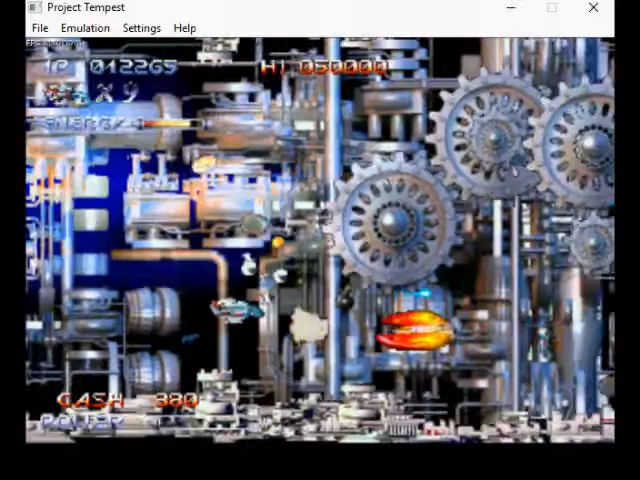 Project Tempest
File Emulation Settings Help
1P 012265 HI 050000
X 9
ENERGY
CASH 380
POWER